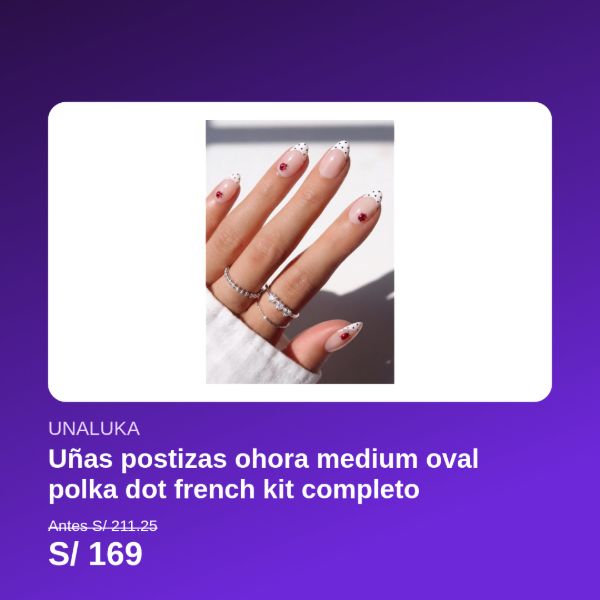 UNALUKA
Uñas postizas ohora medium oval
polka dot french kit completo
Antes S/ 211.25
S/ 169